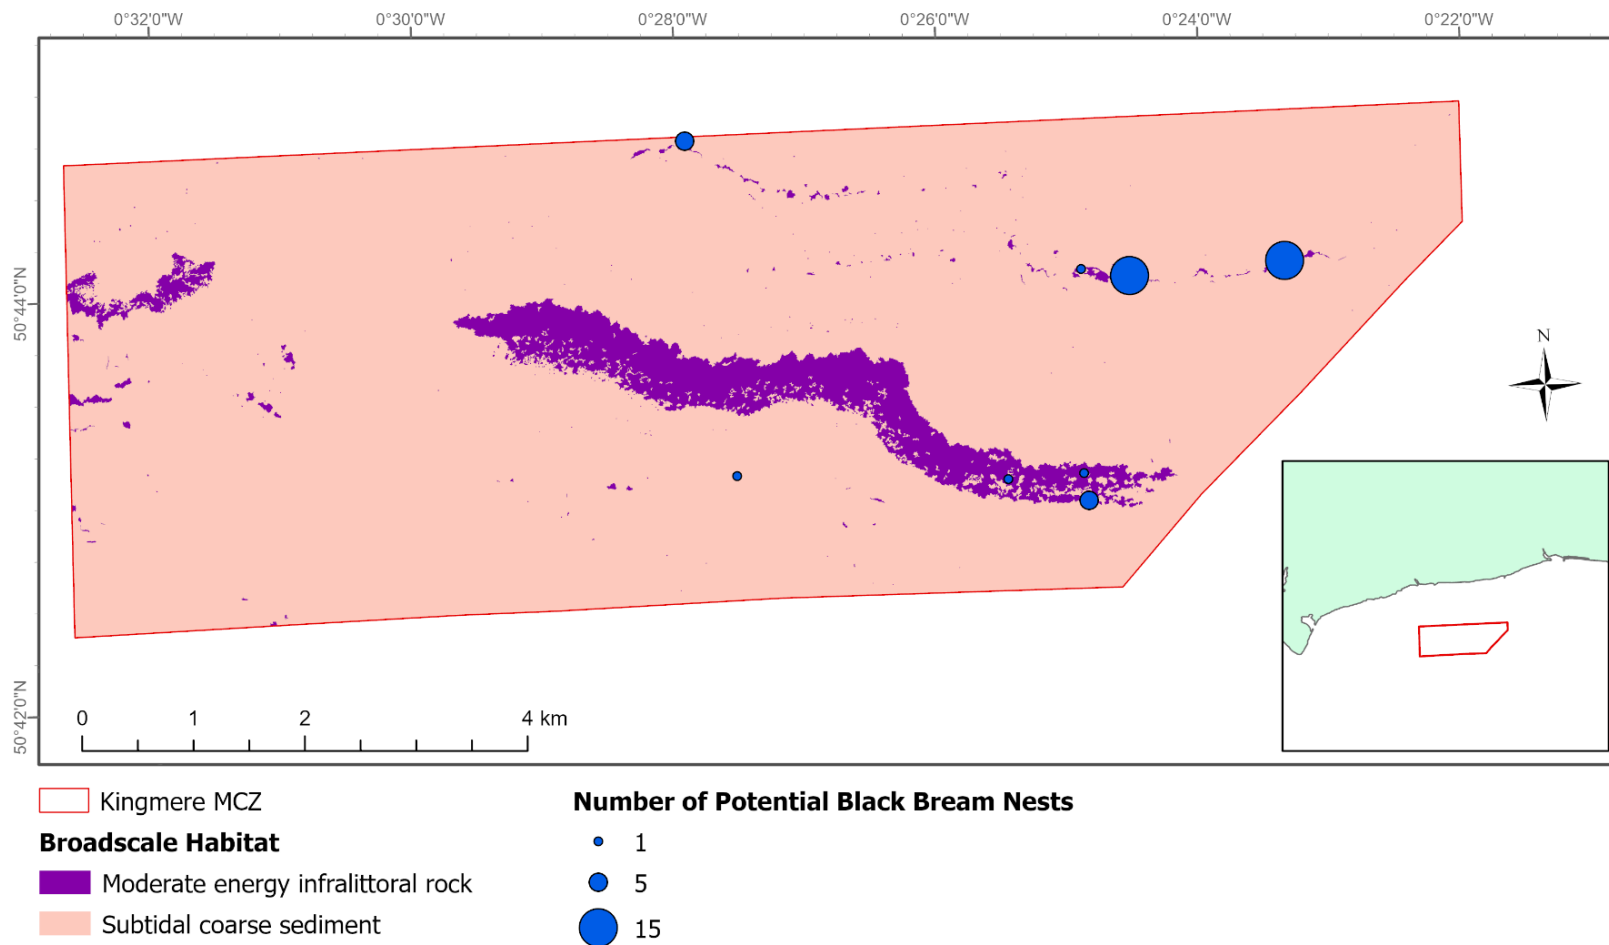 0°32'0"W 0°30'0"W 0°28'0"W 0°26'0"W 0°24'0"W 0°22'0"W
50°44'0"N
N
50°42'0"N
0 1 2 4 km
Kingmere MCZ
Broadscale Habitat
Moderate energy infralittoral rock
Subtidal coarse sediment
Number of Potential Black Bream Nests
1
5
15